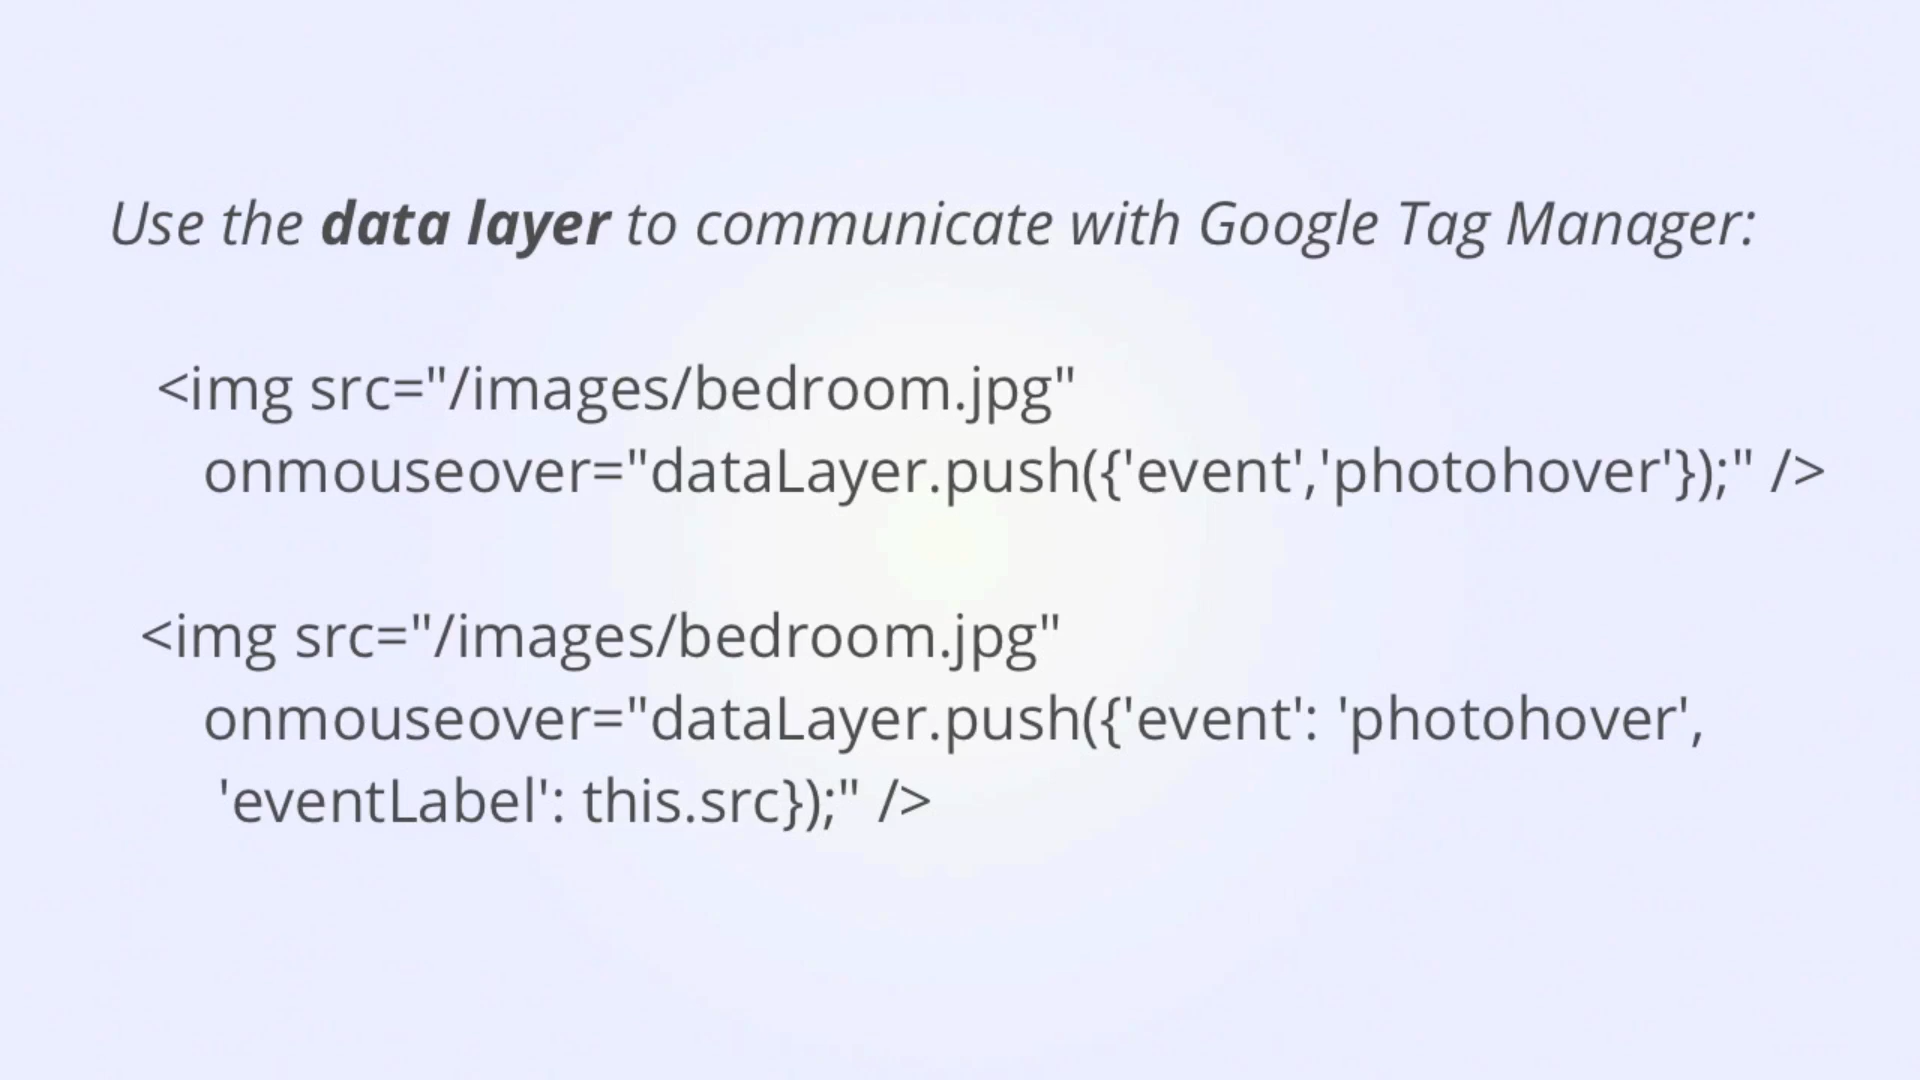 Use the data layer to communicate with Google Tag Manager:
<img src="/images/bedroom.jpg"
onmouseover="dataLayer.push({'event','photohover'});" />
<img src="/images/bedroom.jpg"
onmouseover="dataLayer.push({'event': 'photohover',
'eventLabel': this.src});" />